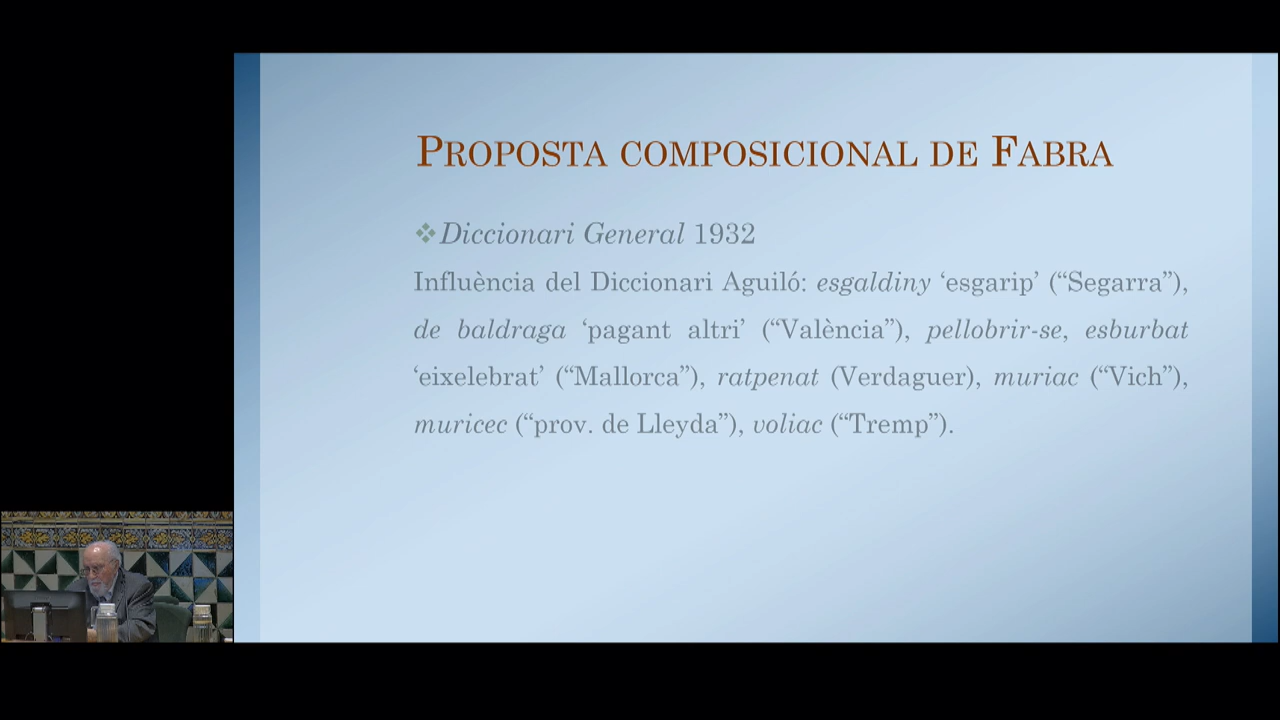 PROPOSTA COMPOSICIONAL DE FABRA
❖Diccionari General 1932
Influència del Diccionari Aguiló: esgaldiny ‘esgarip’ (“Segarra”),
de baldraga ‘pagant altri’ (“València”), pellobrir-se, esburbat
‘eixelebrat’ (“Mallorca”), ratpenat (Verdaguer), muriac (“Vich”),
muricec (“prov. de Lleyda”), voliac (“Tremp”).